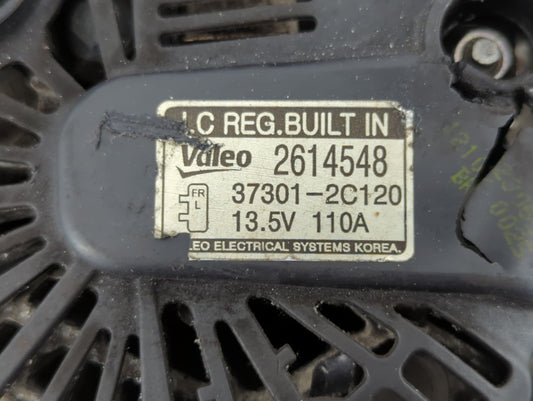 .C REG.BUILT IN
Valeo 2614548
FR
L
37301-2C120
13.5V 110A
LEO ELECTRICAL SYSTEMS KOREA.